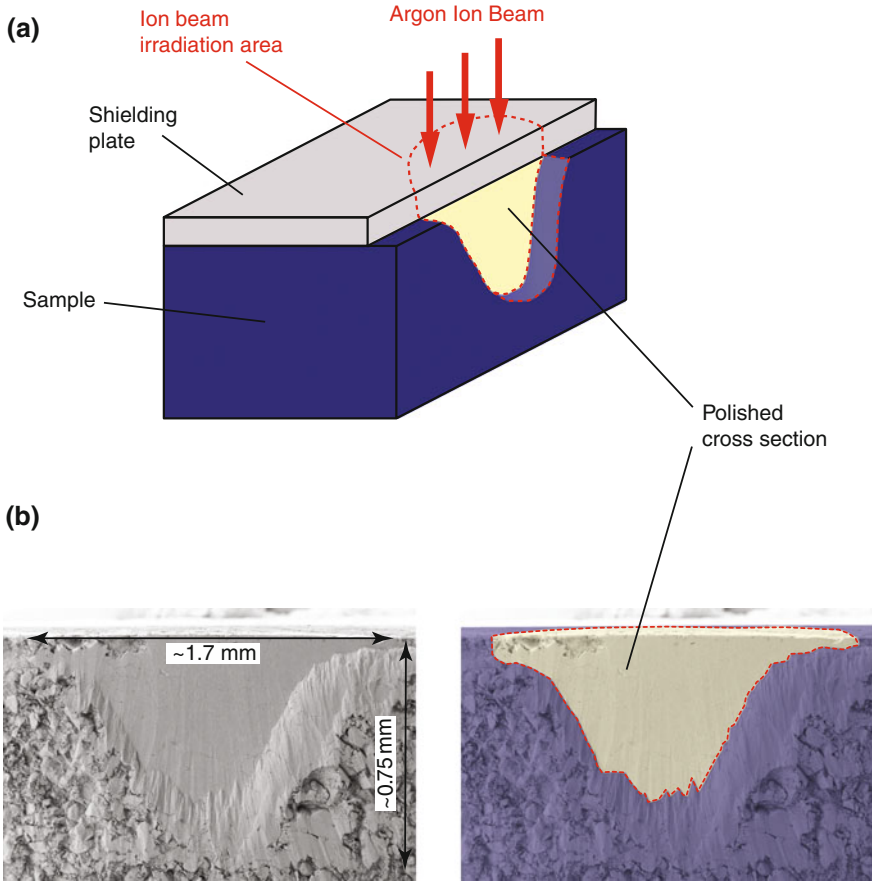 (a)
Ion beam
irradiation area
Argon Ion Beam
Shielding
plate
Sample
Polished
cross section
(b)
~1.7 mm
~0.75 mm